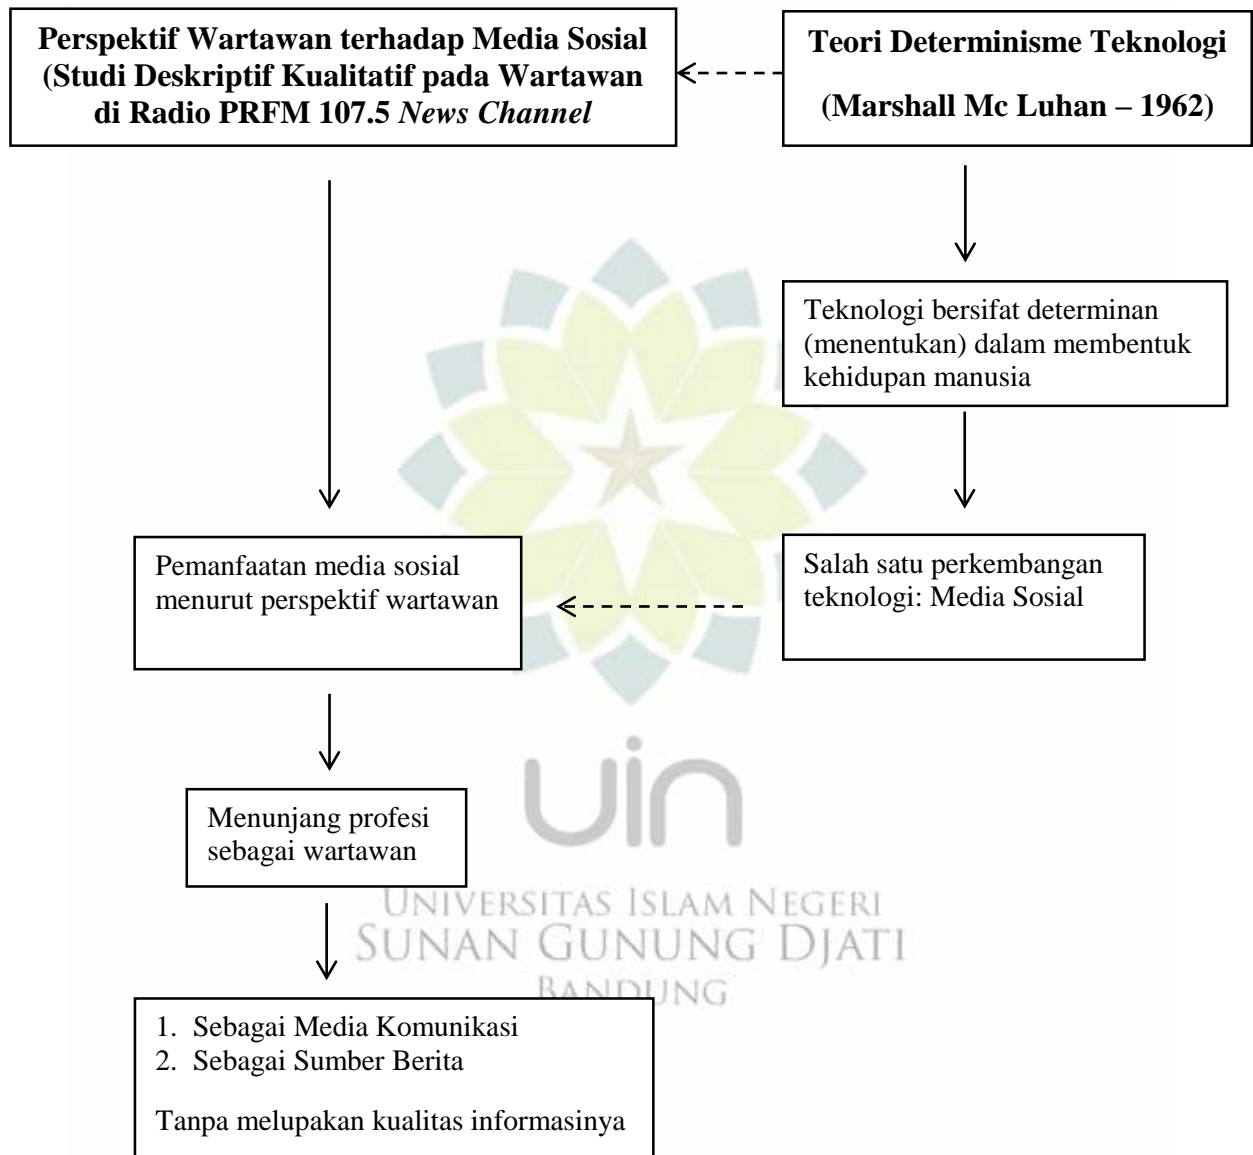 Perspektif Wartawan terhadap Media Sosial
(Studi Deskriptif Kualitatif pada Wartawan
di Radio PRFM 107.5 News Channel
Teori Determinisme Teknologi
(Marshall Mc Luhan – 1962)
Teknologi bersifat determinan
(menentukan) dalam membentuk
kehidupan manusia
Pemanfaatan media sosial
menurut perspektif wartawan
Salah satu perkembangan
teknologi: Media Sosial
uin
Menunjang profesi
sebagai wartawan
UNIVERSITAS ISLAM NEGERI
SUNAN GUNUNG DJATI
BANDUNG
1. Sebagai Media Komunikasi
2. Sebagai Sumber Berita
Tanpa melupakan kualitas informasinya